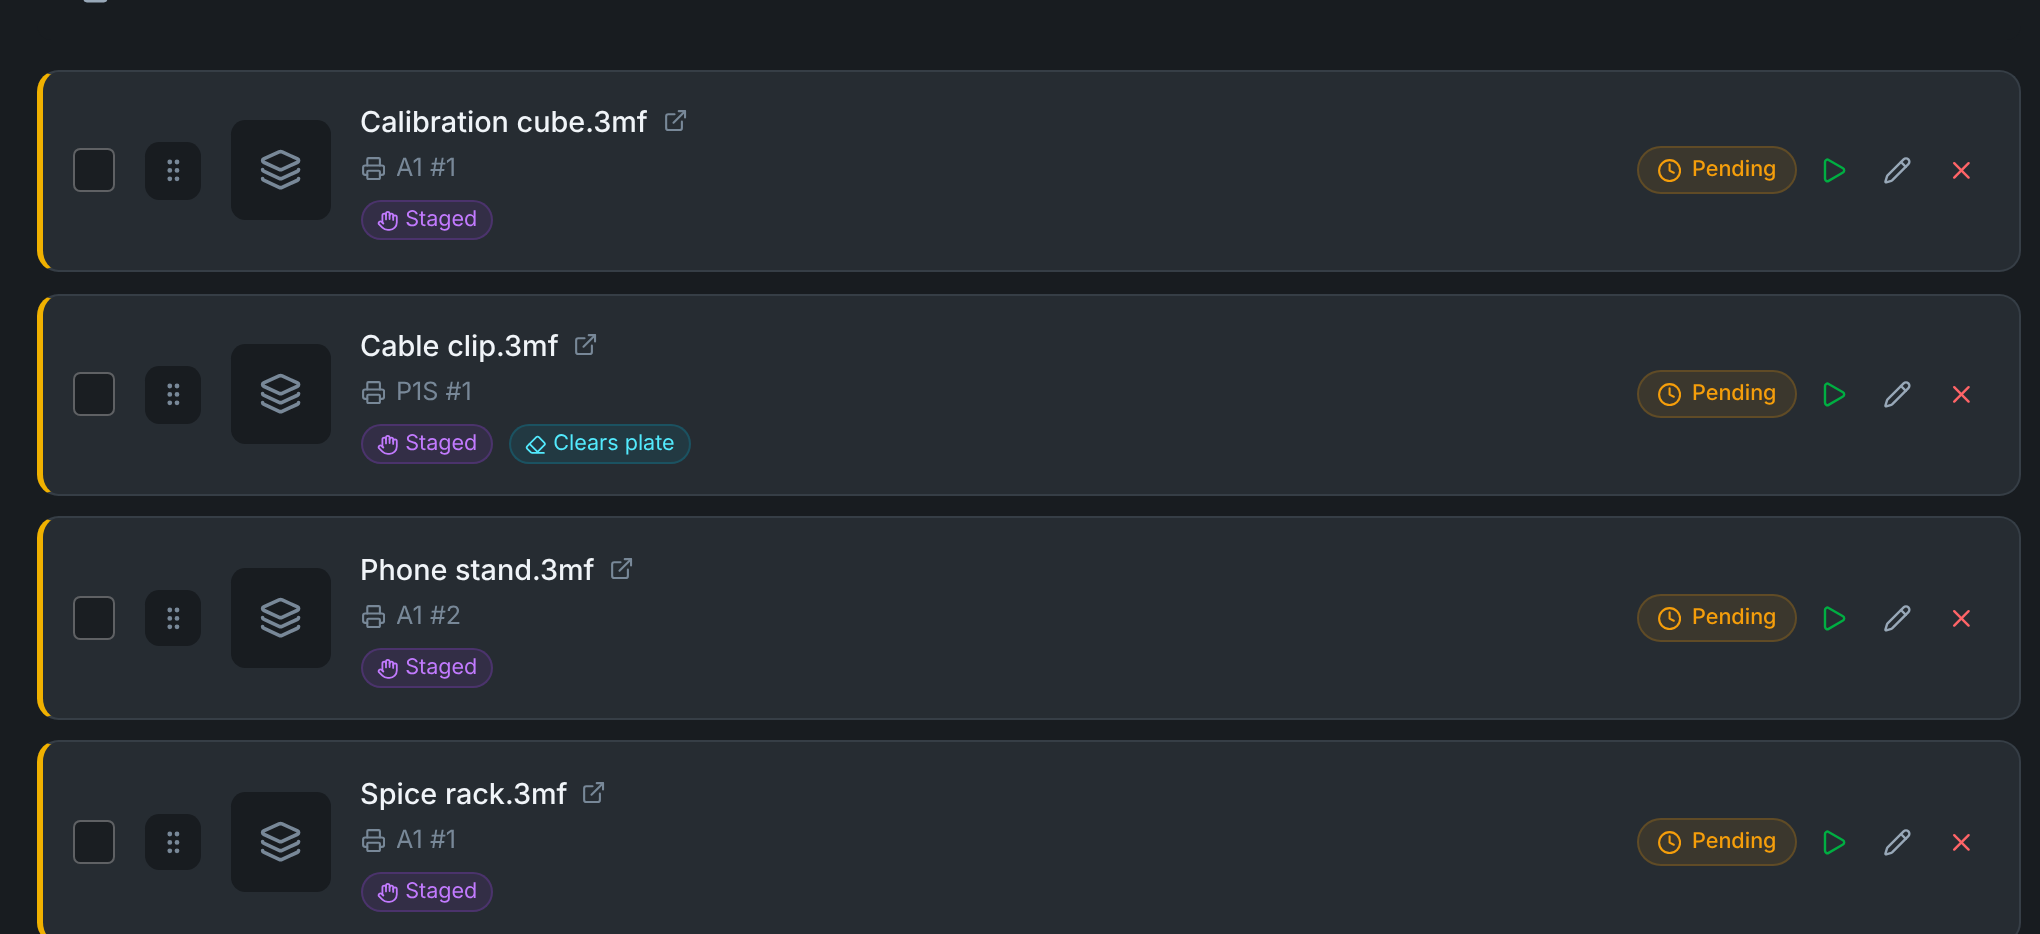 Calibration cube.3mf
A1 #1
Staged
Pending
Cable clip.3mf
P1S #1
Staged Clears plate
Pending
Phone stand.3mf
A1 #2
Staged
Pending
Spice rack.3mf
A1 #1
Staged
Pending